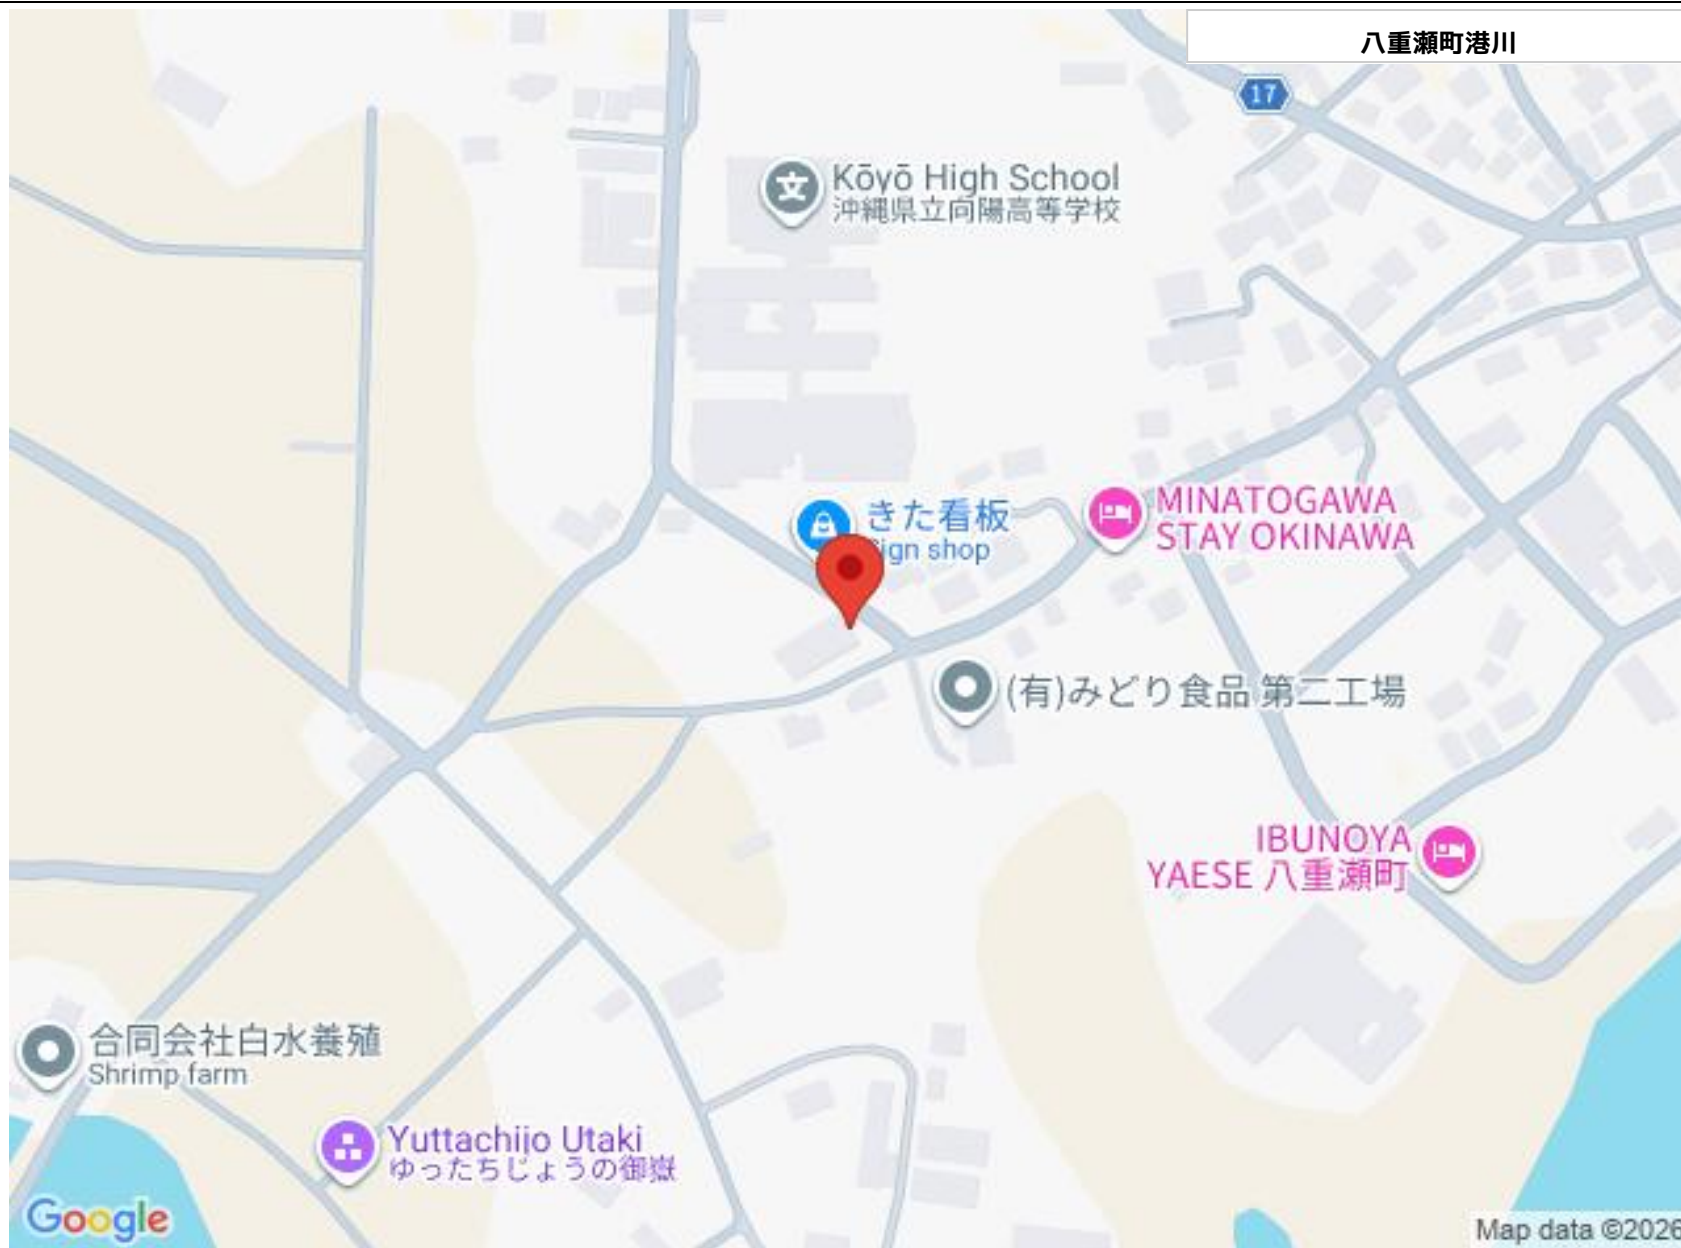 八重瀬町港川
17
Kōyō High School
沖縄県立向陽高等学校
きた看板
ign shop
MINATOGAWA
STAY OKINAWA
(有)みどり食品 第二工場
IBUNOYA
YAESE 八重瀬町
合同会社白水養殖
Shrimp farm
Yuttachijo Utaki
ゆったちじょうの御嶽
Google
Map data ©2026